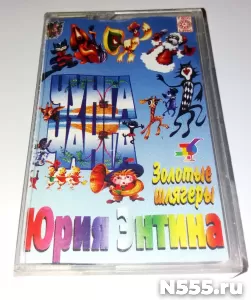 ЧУНГА
ЧАНГА
Золотые
шлягеры
Юрия Энтина
N555.ru